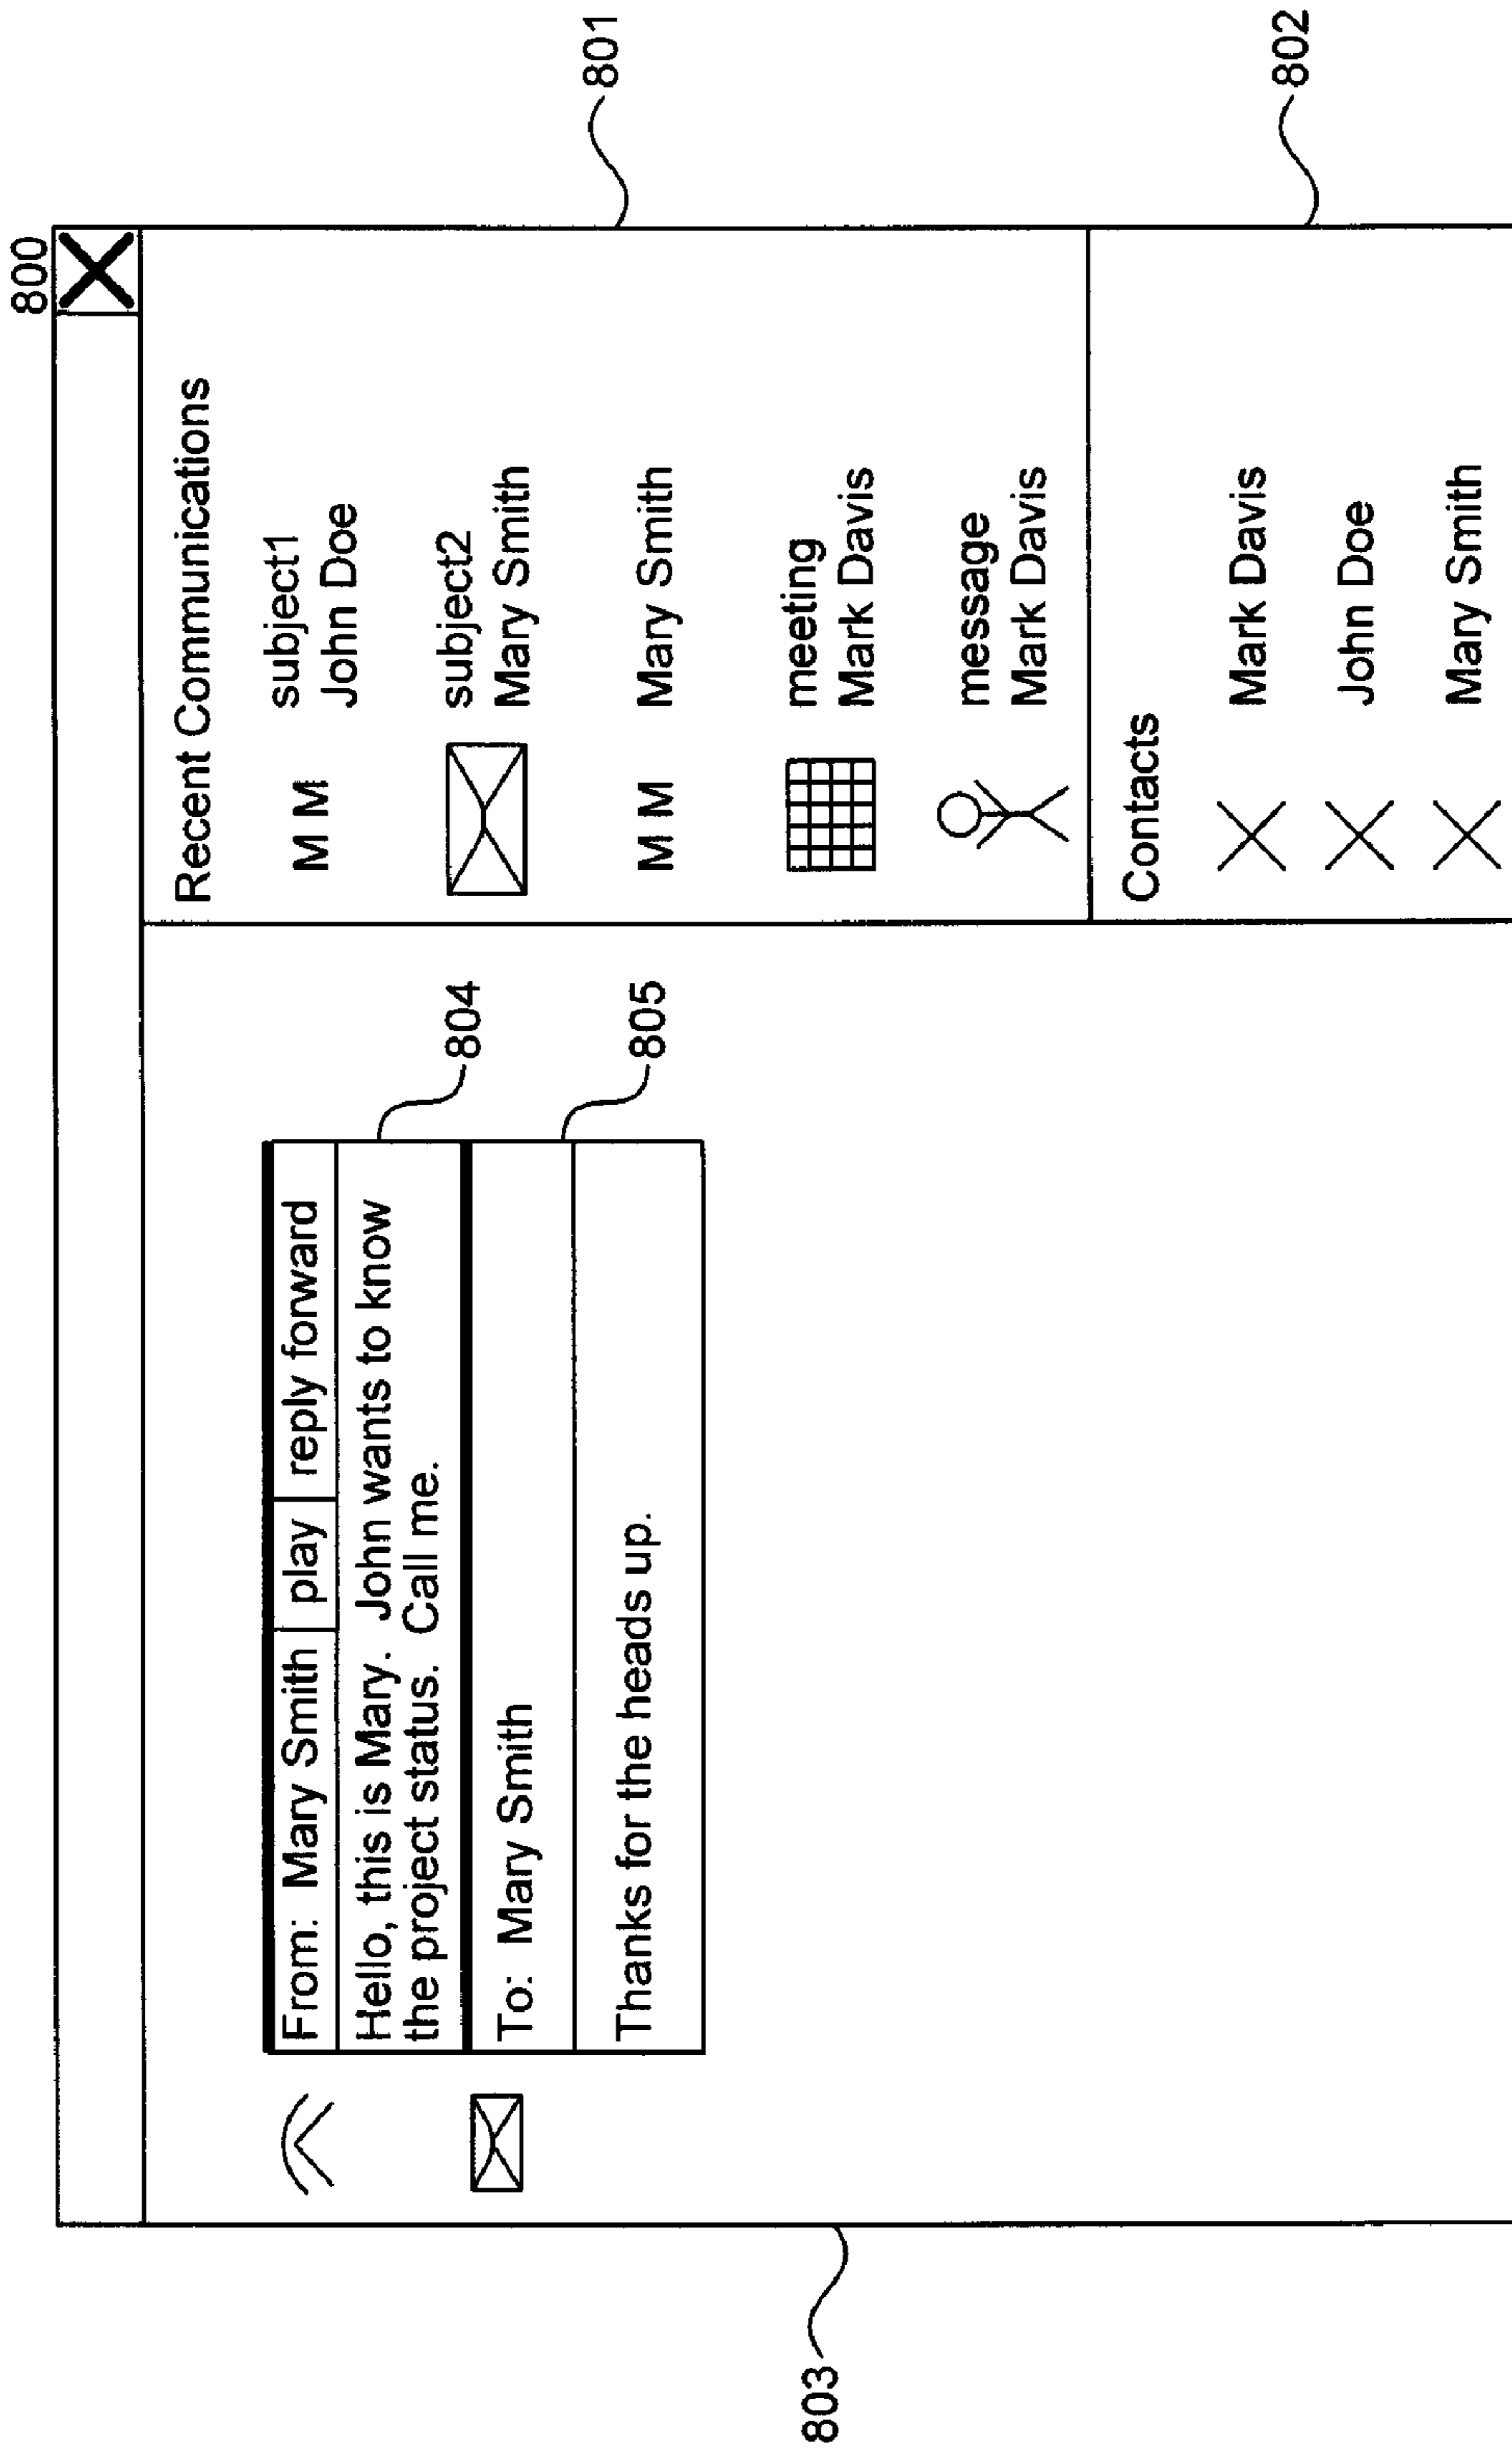 800
Recent Communications
M M subject1
John Doe
subject2
Mary Smith
M M Mary Smith
meeting
Mark Davis
message
Mark Davis
801
Contacts
Mark Davis
John Doe
Mary Smith
802
803
From: Mary Smith play reply forward
Hello, this is Mary. John wants to know
the project status. Call me.
804
To: Mary Smith
Thanks for the heads up.
805